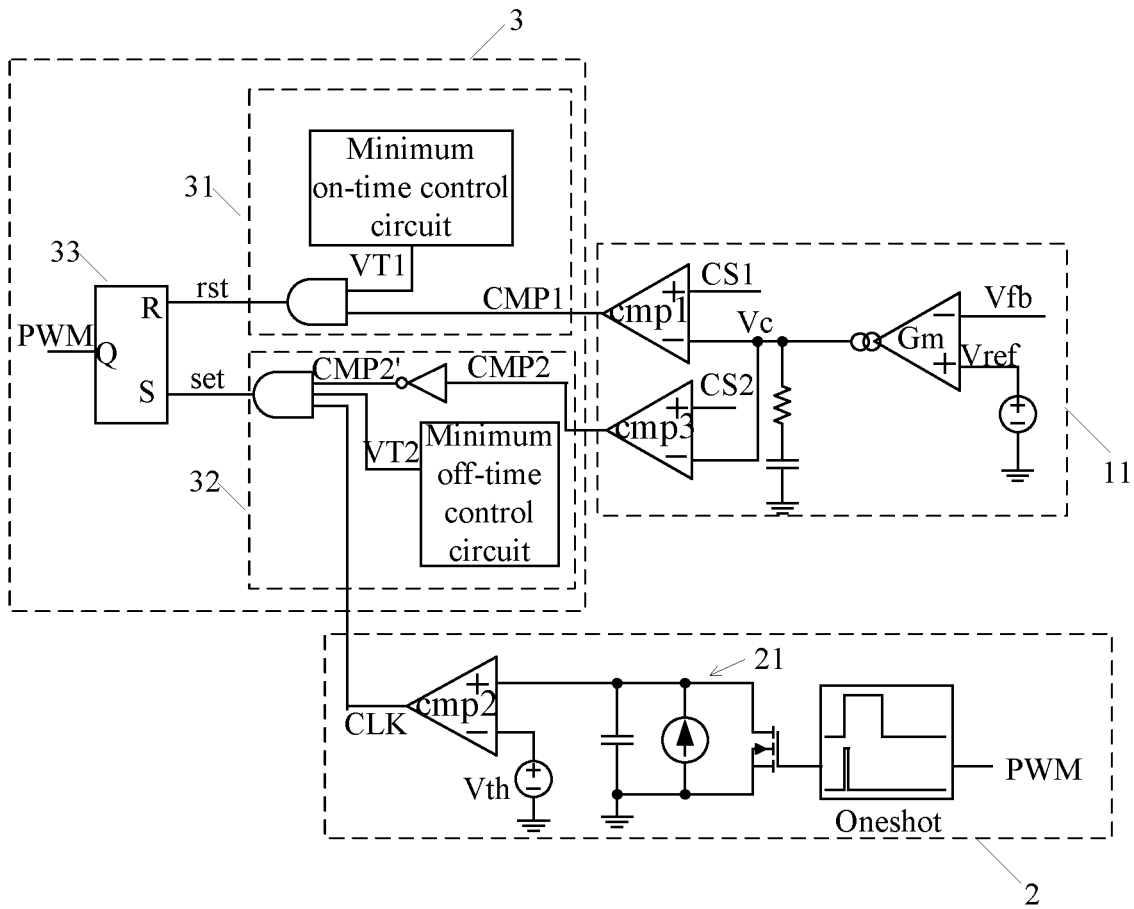 3
Minimum
on-time control
circuit
31
VT1
33
rst
CMP1
cmp1
CS1
Vfb
R
PWM
Q
Vc
Gm
Vref
S
set
CMP2'
CMP2
CS2
cmp3
VT2
Minimum
off-time
control
circuit
32
11
21
cmp2
CLK
Vth
PWM
Oneshot
2